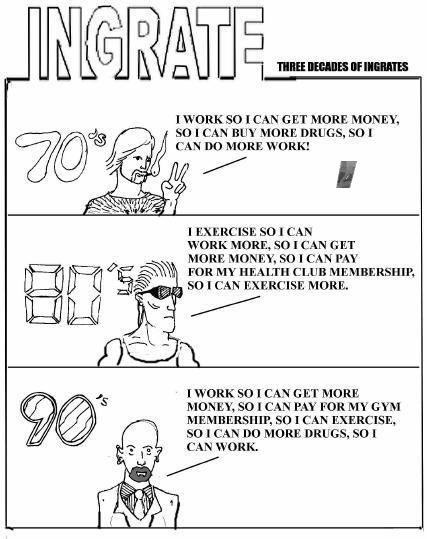 INGRATE
THREE DECADES OF INGRATES
70's
I WORK SO I CAN GET MORE MONEY,
SO I CAN BUY MORE DRUGS, SO I
CAN DO MORE WORK!
80's
I EXERCISE SO I CAN
WORK MORE, SO I CAN GET
MORE MONEY, SO I CAN PAY
FOR MY HEALTH CLUB MEMBERSHIP,
SO I CAN EXERCISE MORE.
90's
I WORK SO I CAN GET MORE
MONEY, SO I CAN PAY FOR MY GYM
MEMBERSHIP, SO I CAN EXERCISE,
SO I CAN DO MORE DRUGS, SO I
CAN WORK.